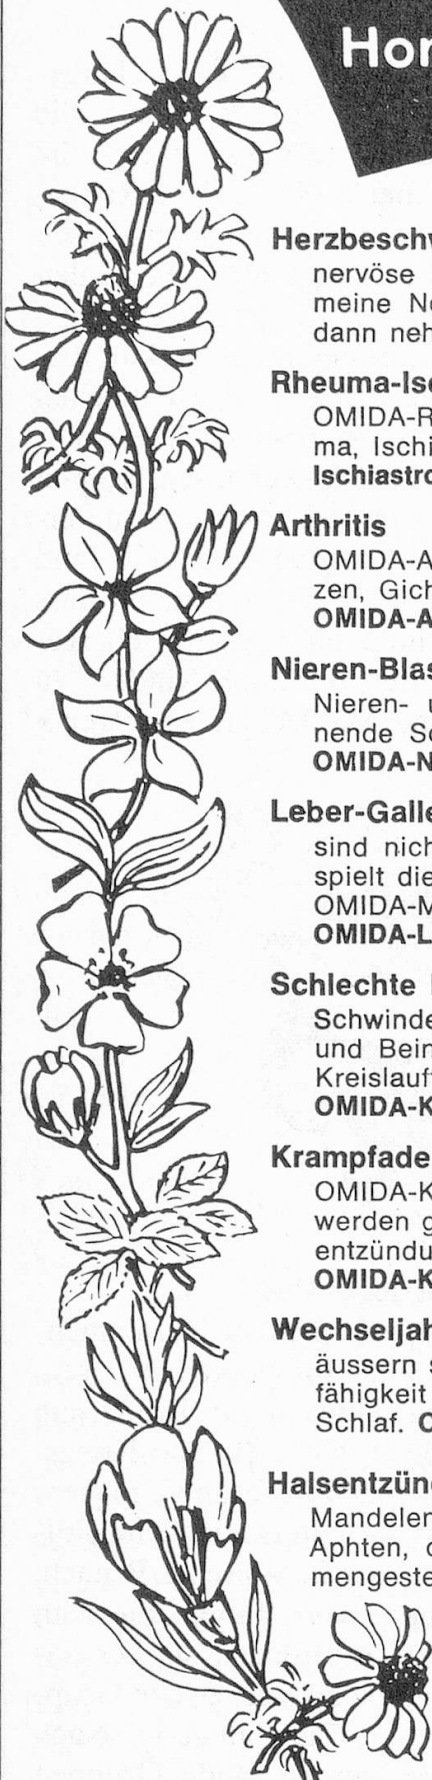 Hor
Herzbeschw
nervöse
meine Ne
dann neh
Rheuma-Isc
OMIDA-R
ma, Ischi
Ischiastro
Arthritis
OMIDA-A
zen, Gich
OMIDA-A
Nieren-Blas
Nieren- u
nende Sc
OMIDA-N
Leber-Galle
sind nich
spielt die
OMIDA-M
OMIDA-L
Schlechte
Schwinde
und Bein
Kreislauf
OMIDA-K
Krampfade
OMIDA-K
werden g
entzündu
OMIDA-K
Wechseljah
äussern s
fähigkeit
Schlaf. O
Halsentzünd
Mandelen
Aphten, d
mengeste